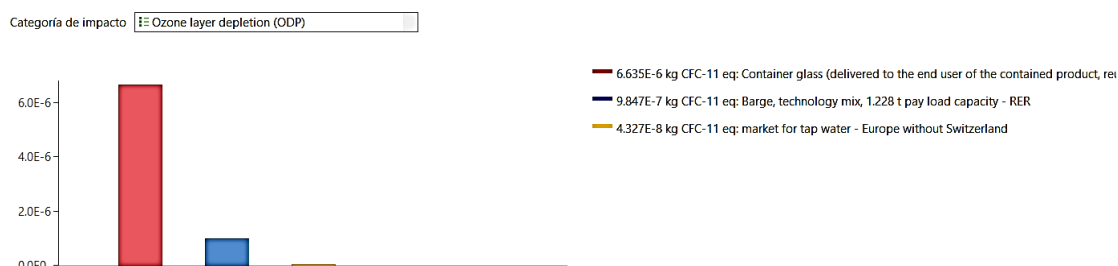 Categoría de impacto Ozone layer depletion (ODP)
6.635E-6 kg CFC-11 eq: Container glass (delivered to the end user of the contained product,
9.847E-7 kg CFC-11 eq: Barge, technology mix, 1.228 t pay load capacity - RER
4.327E-8 kg CFC-11 eq: market for tap water - Europe without Switzerland
6.0E-6
4.0E-6
2.0E-6
0.0E0